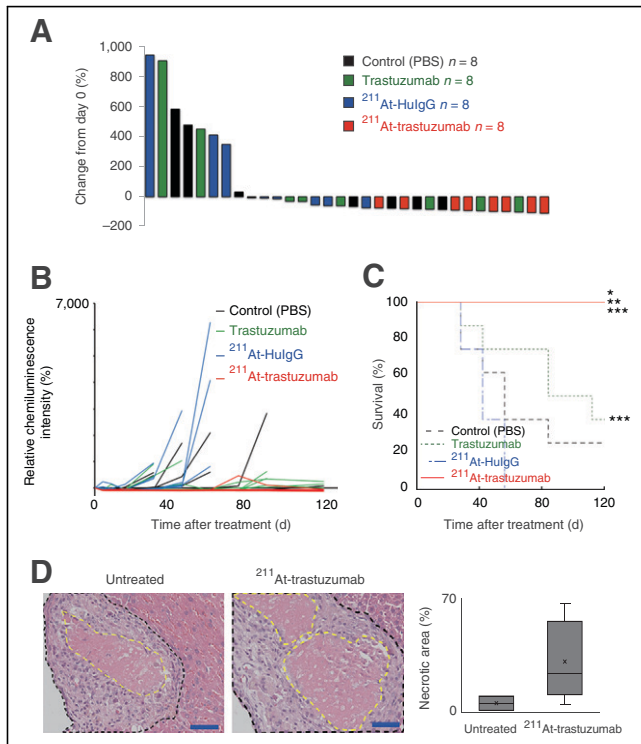 A
Change from day 0 (%)
1,000
800
600
400
200
0
−200
Control (PBS) n = 8
Trastuzumab n = 8
²¹¹At-HuIgG n = 8
²¹¹At-trastuzumab n = 8
B
Relative chemiluminescence
intensity (%)
7,000
0
Control (PBS)
Trastuzumab
²¹¹At-HuIgG
²¹¹At-trastuzumab
0
40
80
120
Time after treatment (d)
C
Survival (%)
100
80
60
40
20
0
*
**
***
***
Control (PBS)
Trastuzumab
²¹¹At-HuIgG
²¹¹At-trastuzumab
0
40
80
120
Time after treatment (d)
D
Untreated
²¹¹At-trastuzumab
Necrotic area (%)
70
0
Untreated
²¹¹At-trastuzumab